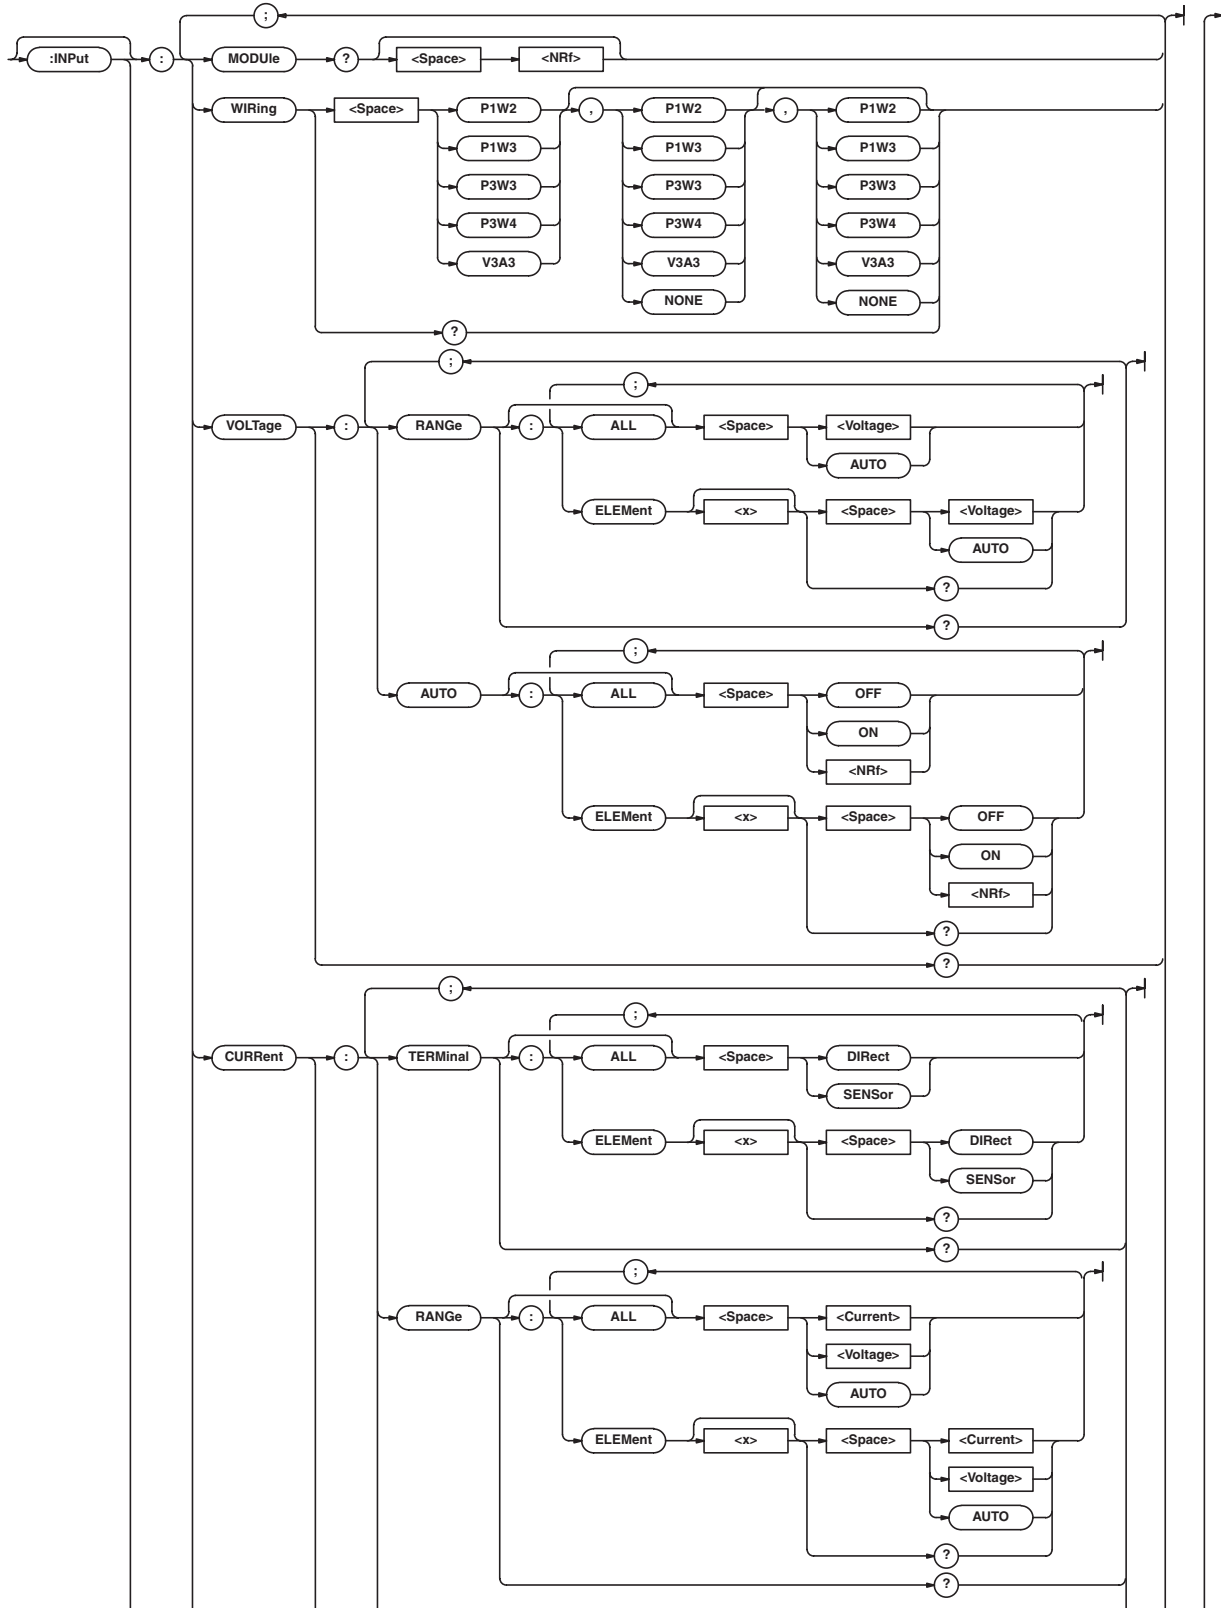 ;
:INPut : MODUle ? <Space> <NRf>
WIRing <Space> P1W2 , P1W2 , P1W2
P1W3 P1W3 P1W3
P3W3 P3W3 P3W3
P3W4 P3W4 P3W4
V3A3 V3A3 V3A3
NONE NONE
?
;
;
VOLTage : RANGe : ALL <Space> <Voltage>
AUTO
ELEMent <x> <Space> <Voltage>
AUTO
?
?
;
AUTO : ALL <Space> OFF
ON
<NRf>
ELEMent <x> <Space> OFF
ON
<NRf>
?
?
;
;
CURRent : TERMinal : ALL <Space> DIRect
SENSor
ELEMent <x> <Space> DIRect
SENSor
?
?
;
RANGe : ALL <Space> <Current>
<Voltage>
AUTO
ELEMent <x> <Space> <Current>
<Voltage>
AUTO
?
?